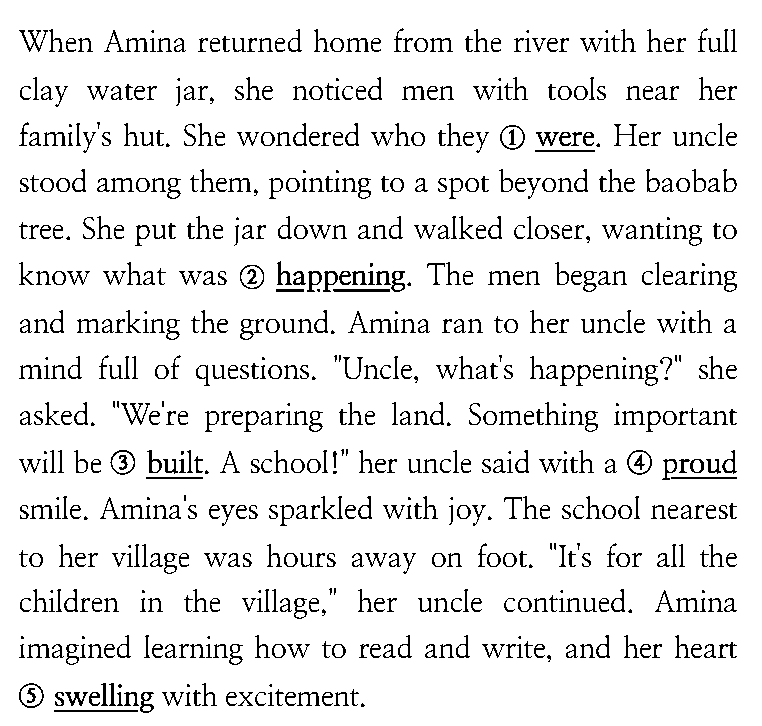 When Amina returned home from the river with her full
clay water jar, she noticed men with tools near her
family's hut. She wondered who they ① were. Her uncle
stood among them, pointing to a spot beyond the baobab
tree. She put the jar down and walked closer, wanting to
know what was ② happening. The men began clearing
and marking the ground. Amina ran to her uncle with a
mind full of questions. "Uncle, what's happening?" she
asked. "We're preparing the land. Something important
will be ③ built. A school!" her uncle said with a ④ proud
smile. Amina's eyes sparkled with joy. The school nearest
to her village was hours away on foot. "It's for all the
children in the village," her uncle continued. Amina
imagined learning how to read and write, and her heart
⑤ swelling with excitement.